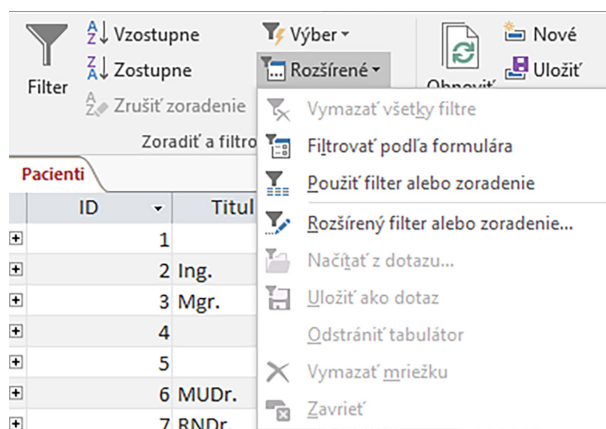 Filter
Vzostupne
Zostupne
Zrušiť zoradenie
Zoradiť a filtro
Výber
Rozšírené
Obnoviť
Nové
Uložiť
Vymazať všetky filtre
Filtrovať podľa formulára
Použiť filter alebo zoradenie
Rozšírený filter alebo zoradenie...
Načítať z dotazu...
Uložiť ako dotaz
Odstrániť tabulátor
Vymazať mriežku
Zavrieť
Pacienti
ID Titul
1
2 Ing.
3 Mgr.
4
5
6 MUDr.
7 RNDr